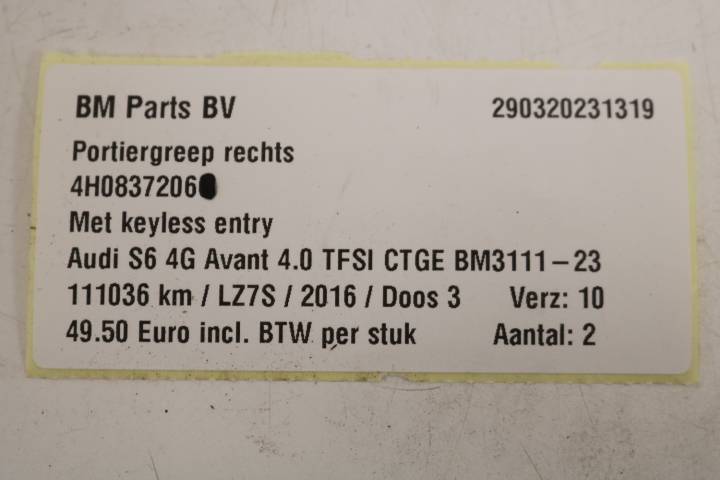 BM Parts BV 290320231319
Portiergreep rechts
4H0837206
Met keyless entry
Audi S6 4G Avant 4.0 TFSI CTGE BM3111-23
111036 km / LZ7S / 2016 / Doos 3 Verz: 10
49.50 Euro incl. BTW per stuk Aantal: 2